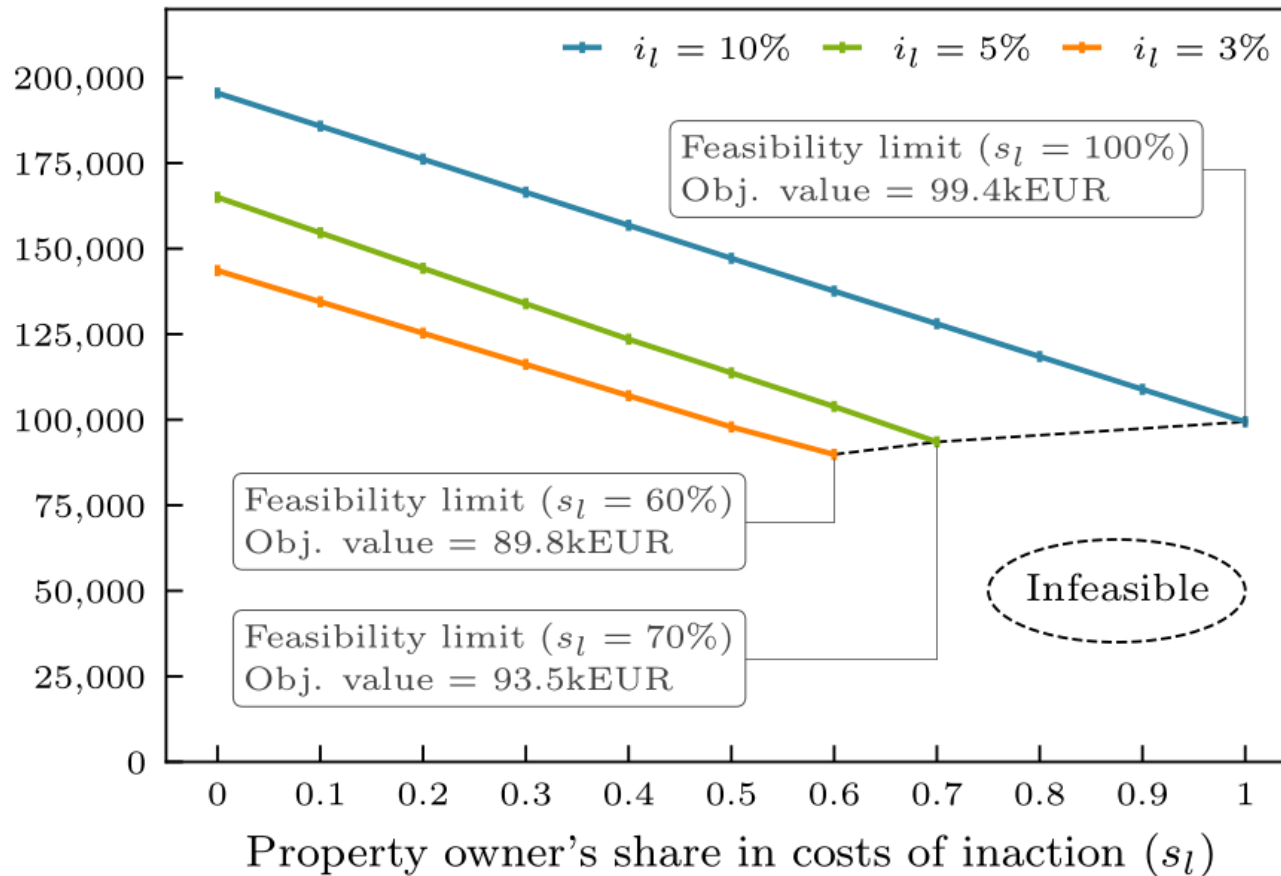 i_l = 10% i_l = 5% i_l = 3%
200,000
175,000
150,000
125,000
100,000
75,000
50,000
25,000
0
Feasibility limit (s_l = 100%)
Obj. value = 99.4kEUR
Feasibility limit (s_l = 60%)
Obj. value = 89.8kEUR
Infeasible
Feasibility limit (s_l = 70%)
Obj. value = 93.5kEUR
0 0.1 0.2 0.3 0.4 0.5 0.6 0.7 0.8 0.9 1
Property owner's share in costs of inaction (s_l)